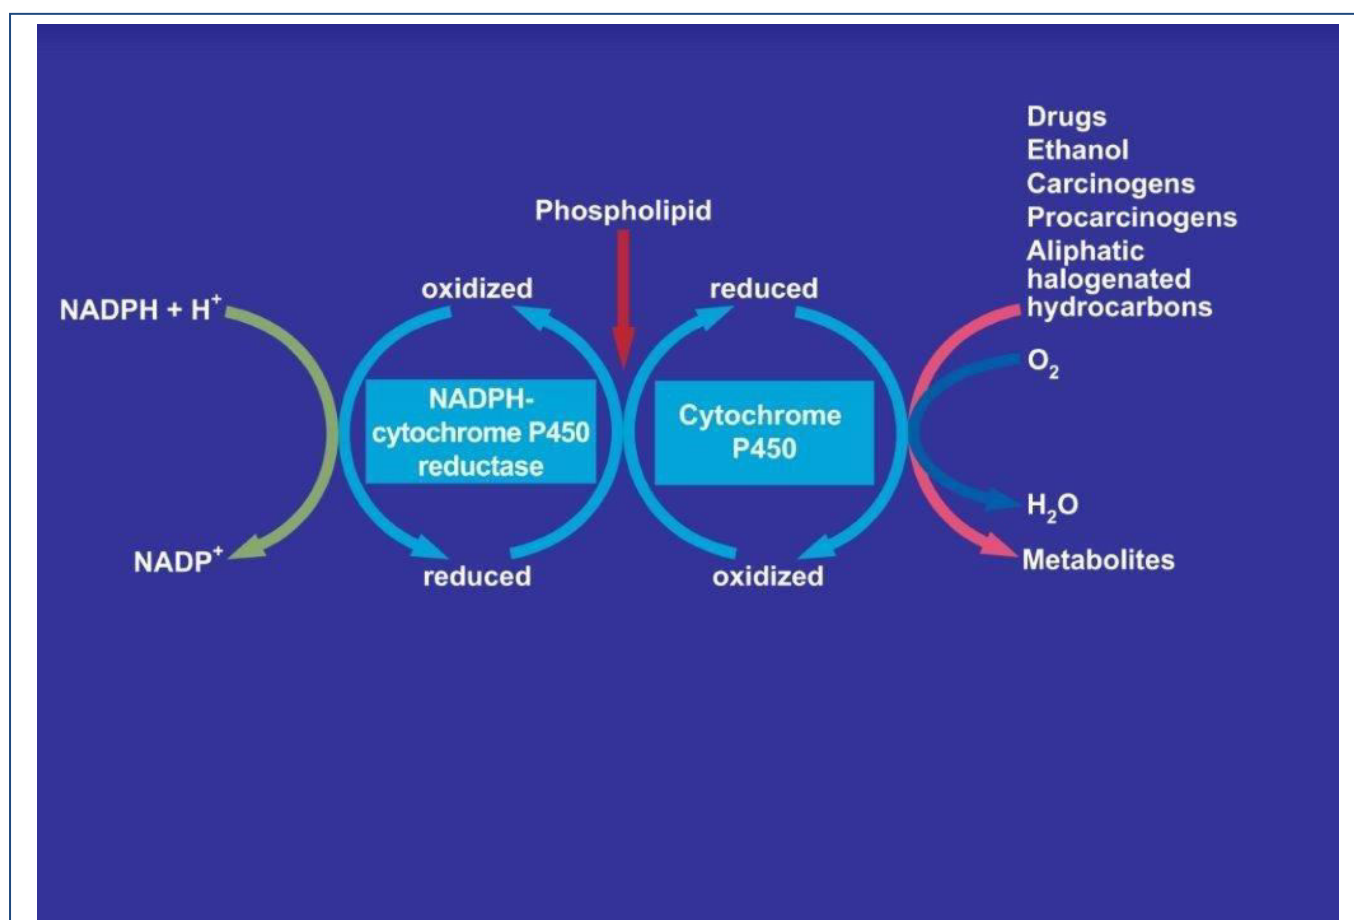 Drugs
Ethanol
Carcinogens
Procarcinogens
Aliphatic
halogenated
hydrocarbons
Phospholipid
oxidized
reduced
NADPH + H⁺
O₂
NADPH-
cytochrome P450
reductase
Cytochrome
P450
H₂O
NADP⁺
reduced
oxidized
Metabolites